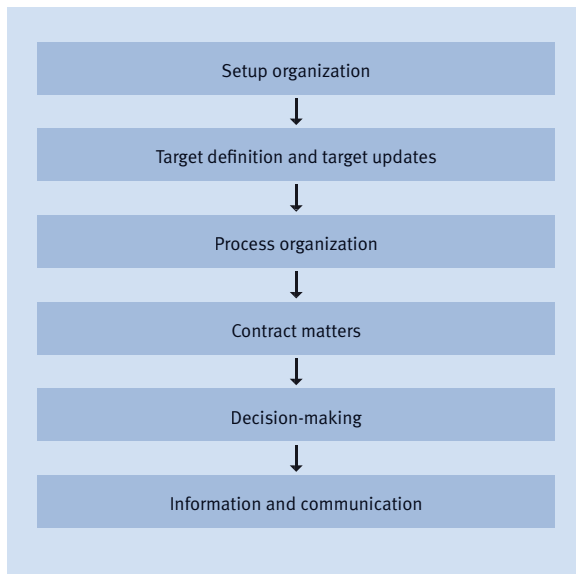 Setup organization
Target definition and target updates
Process organization
Contract matters
Decision-making
Information and communication